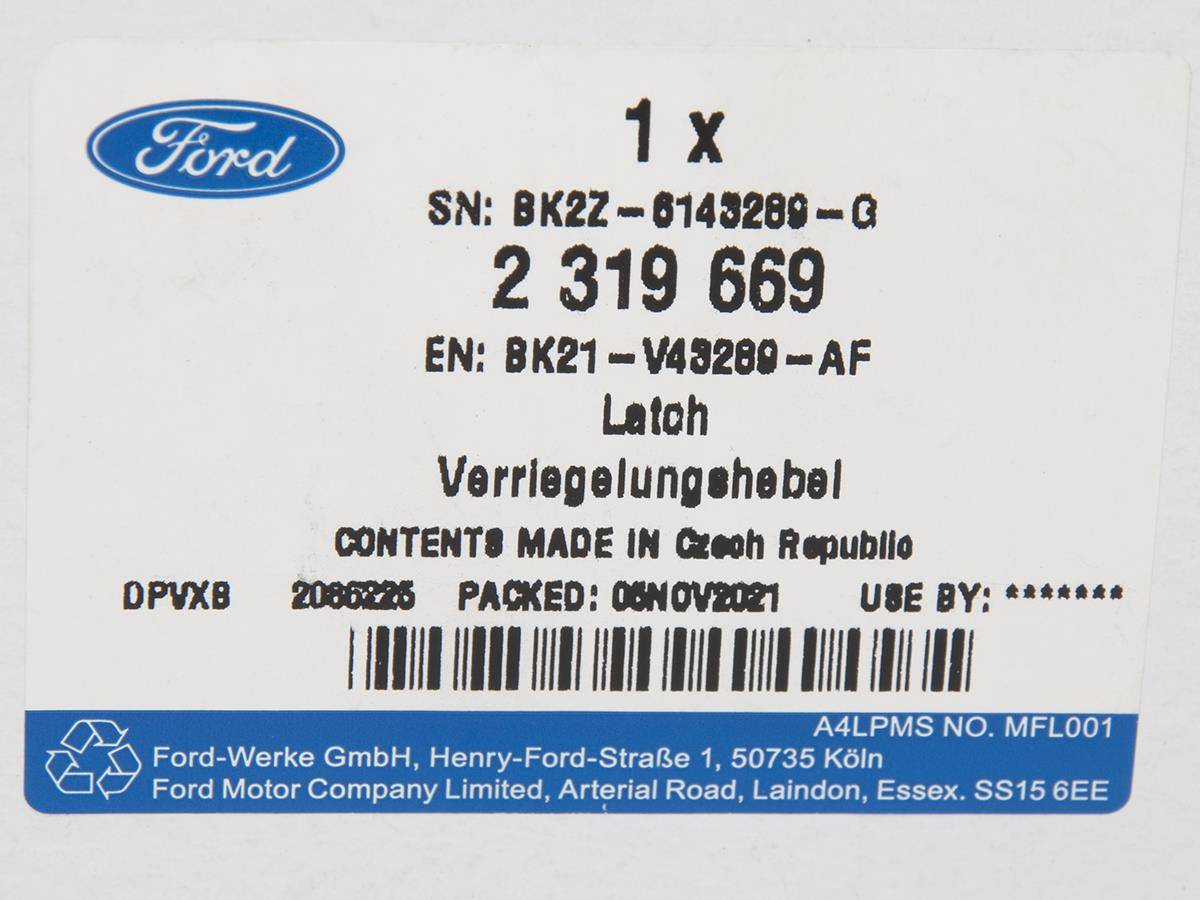 Ford
1 x
SN: BK2Z-6143289-G
2 319 669
EN: BK21-V43289-AF
Latch
Verriegelungshebel
CONTENTS MADE IN Czech Republic
DPVXB 2086225 PACKED: 05NOV2021 USE BY: *******
A4LPMS NO. MFL001
Ford-Werke GmbH, Henry-Ford-Straße 1, 50735 Köln
Ford Motor Company Limited, Arterial Road, Laindon, Essex. SS15 6EE